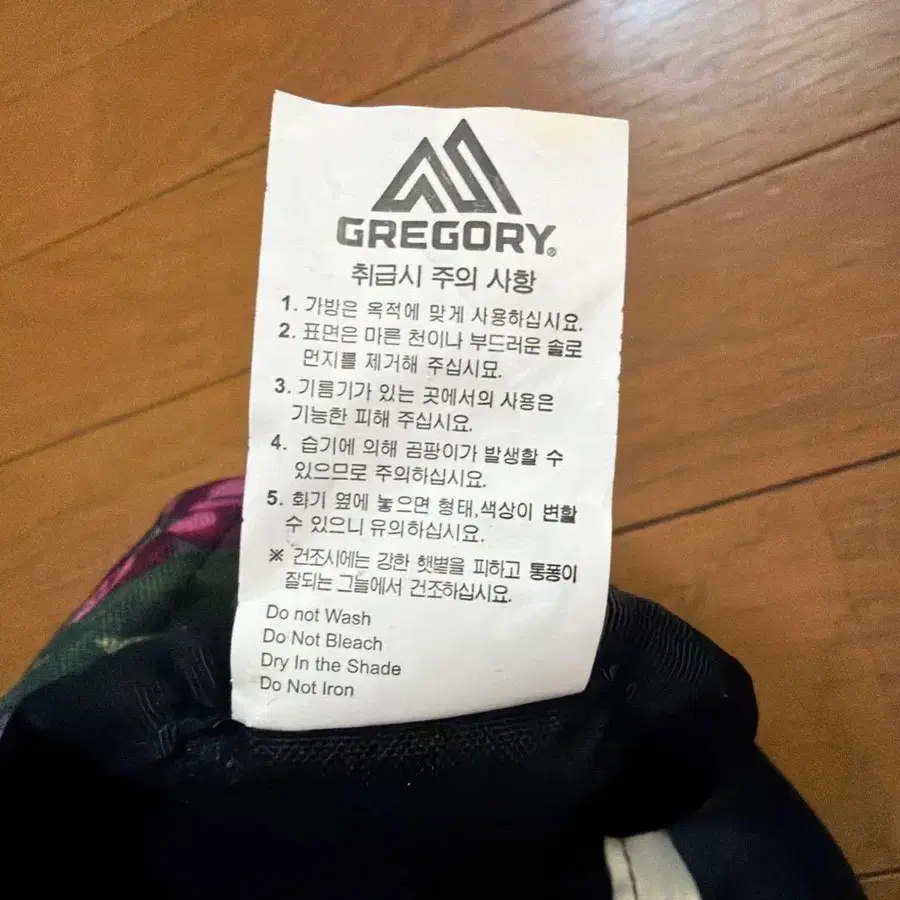 GREGORY®
취급시 주의 사항
1. 가방은 옥적에 맞게 사용하십시요.
2. 표면은 마른 천이나 부드러운 솔로
먼지를 제거해 주십시묘.
3. 기름기가 있는 곳에서의 사용은
기능한 피해 주십시요.
4. 습기에 의해 곰팡이가 발생할 수
있으므로 주의하십시요.
5. 화기 옆에 놓으면 형태,색상이 변할
수 있으니 유의하십시요.
※ 건조시에는 강한 햇볕을 피하고 통퐁이
잘되는 그늘에서 건조하십시요.
Do not Wash
Do Not Bleach
Dry In the Shade
Do Not Iron